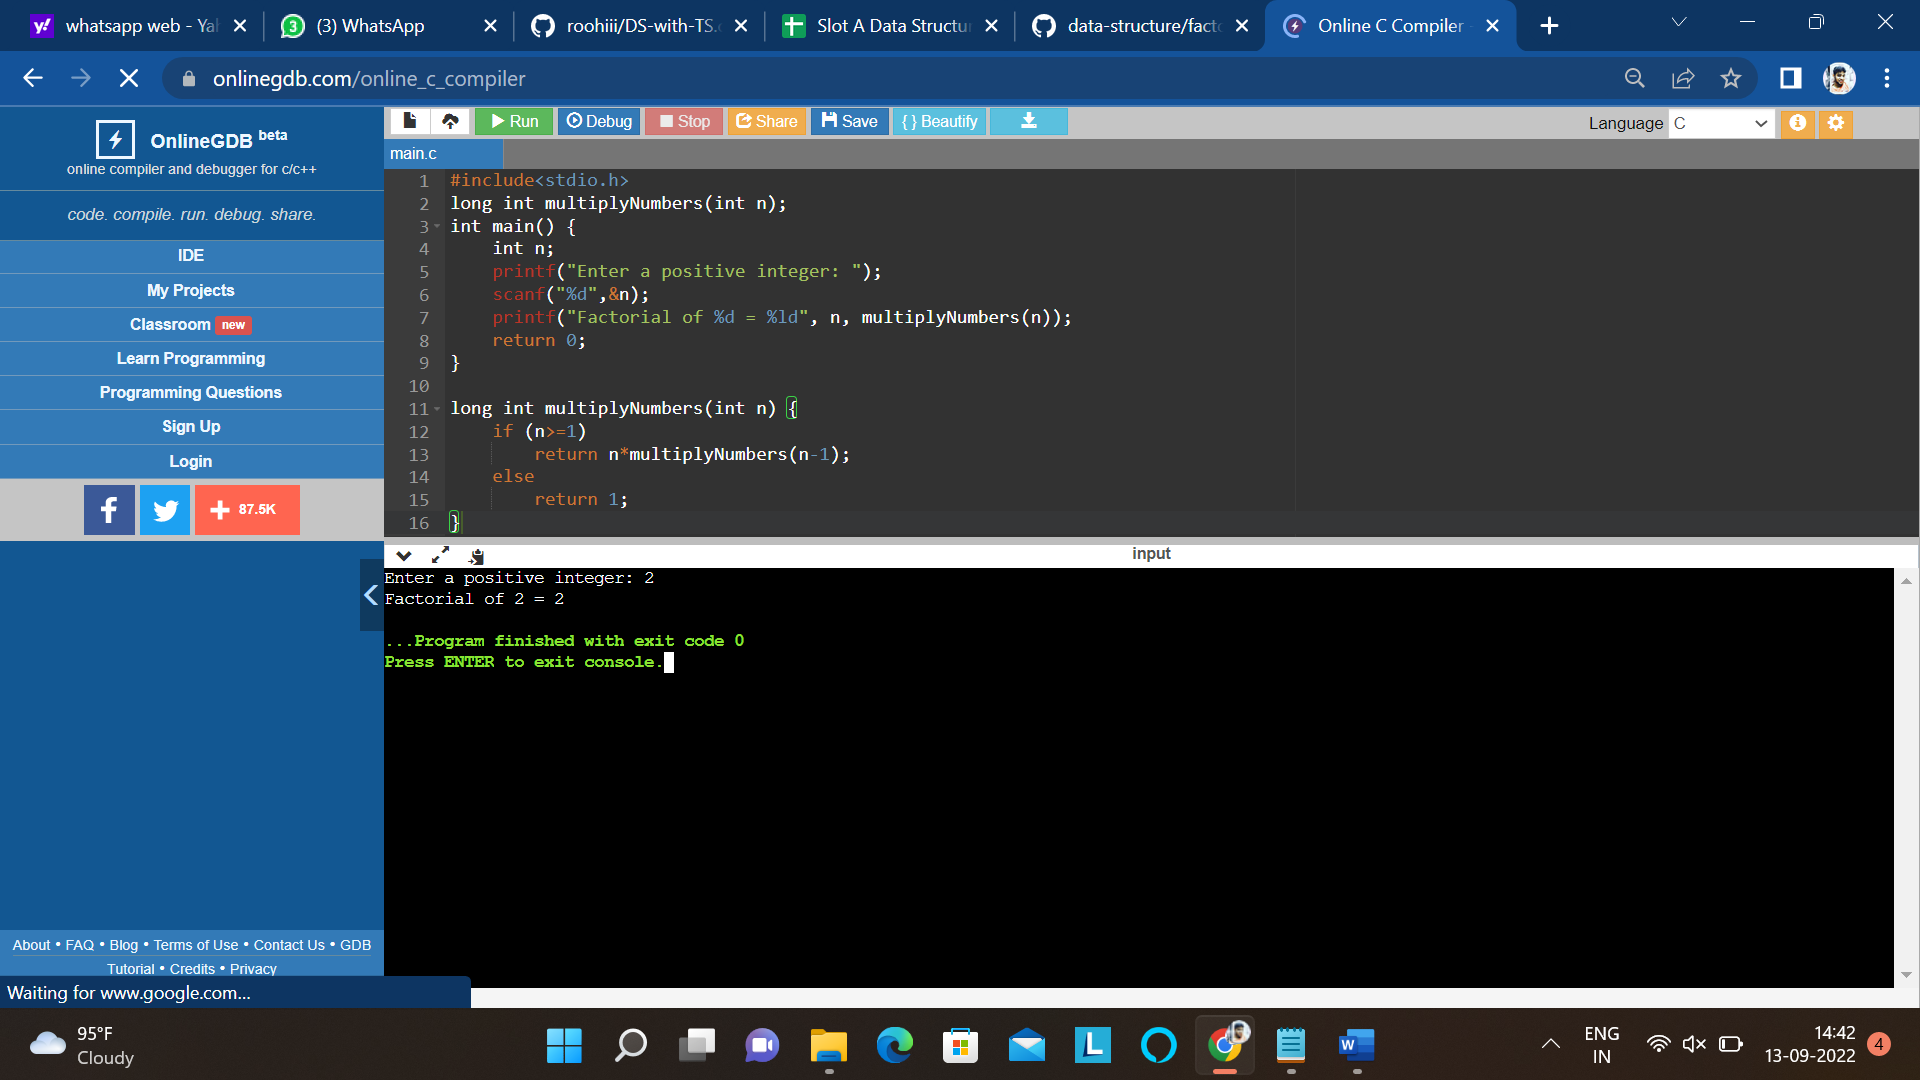 whatsapp web - Ya
(3) WhatsApp
roohiii/DS-with-TS.
Slot A Data Structu
data-structure/facto
Online C Compiler
onlinegdb.com/online_c_compiler
OnlineGDB beta
online compiler and debugger for c/c++
code. compile. run. debug. share.
IDE
My Projects
Classroom new
Learn Programming
Programming Questions
Sign Up
Login
87.5K
About • FAQ • Blog • Terms of Use • Contact Us • GDB
Tutorial • Credits • Privacy
Waiting for www.google.com...
Run Debug Stop Share Save { } Beautify
Language C
main.c
1 #include<stdio.h>
2 long int multiplyNumbers(int n);
3 int main() {
4 int n;
5 printf("Enter a positive integer: ");
6 scanf("%d",&n);
7 printf("Factorial of %d = %ld", n, multiplyNumbers(n));
8 return 0;
9 }
10
11 long int multiplyNumbers(int n) {
12 if (n>=1)
13 return n*multiplyNumbers(n-1);
14 else
15 return 1;
16 }
input
Enter a positive integer: 2
Factorial of 2 = 2
...Program finished with exit code 0
Press ENTER to exit console.
95°F
Cloudy
ENG
IN
14:42
13-09-2022
4